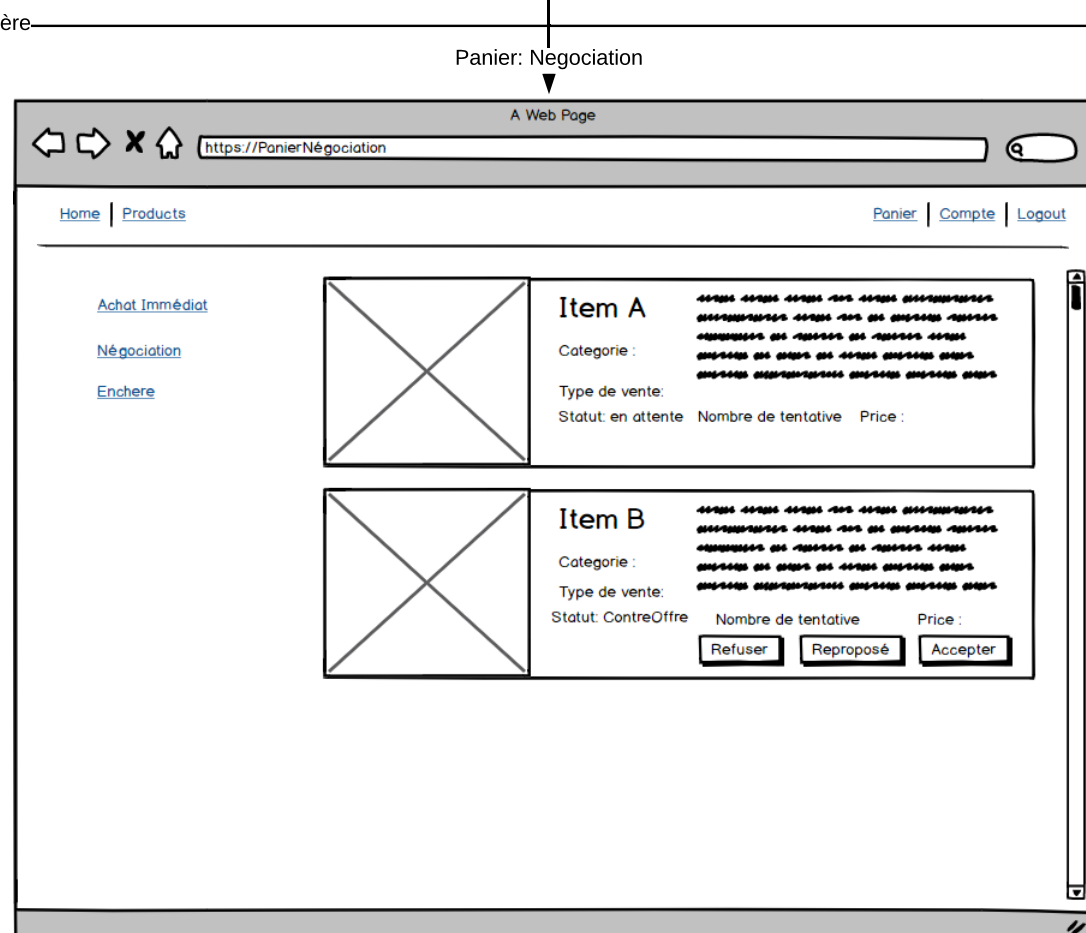 ère
Panier: Negociation
A Web Page
https://PanierNégociation
Home Products Panier Compte Logout
Achat Immédiat
Négociation
Enchere
Item A
Categorie :
Type de vente:
Statut: en attente Nombre de tentative Price :
Item B
Categorie :
Type de vente:
Statut: ContreOffre Nombre de tentative Price :
Refuser Reproposé Accepter